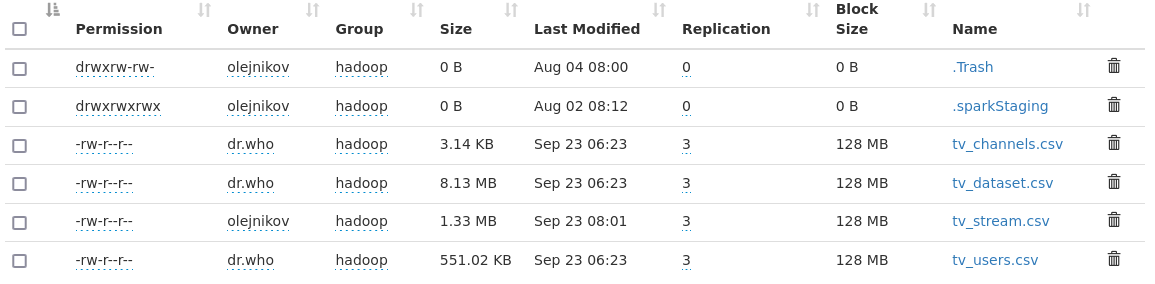 Permission Owner Group Size Last Modified Replication Block Size Name
drwxrw-rw- olejnikov hadoop 0 B Aug 04 08:00 0 0 B .Trash
drwxrwxrwx olejnikov hadoop 0 B Aug 02 08:12 0 0 B .sparkStaging
-rw-r--r-- dr.who hadoop 3.14 KB Sep 23 06:23 3 128 MB tv_channels.csv
-rw-r--r-- dr.who hadoop 8.13 MB Sep 23 06:23 3 128 MB tv_dataset.csv
-rw-r--r-- olejnikov hadoop 1.33 MB Sep 23 08:01 3 128 MB tv_stream.csv
-rw-r--r-- dr.who hadoop 551.02 KB Sep 23 06:23 3 128 MB tv_users.csv